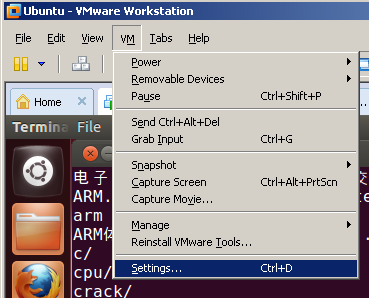 Ubuntu - VMware Workstation
File Edit View VM Tabs Help
Power
Removable Devices
Pause Ctrl+Shift+P
Send Ctrl+Alt+Del
Grab Input Ctrl+G
Snapshot
Capture Screen Ctrl+Alt+PrtScn
Capture Movie...
Manage
Reinstall VMware Tools...
Settings... Ctrl+D
Home
Termina File
电子
ARM.
arm
ARM体
c/
cpu/
crack/